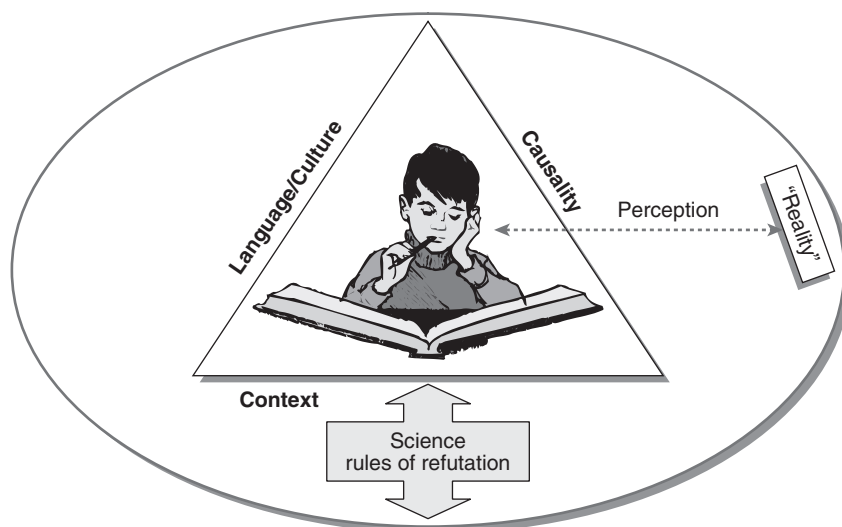 Language/Culture
Causality
Perception
“Reality”
Context
Science
rules of refutation